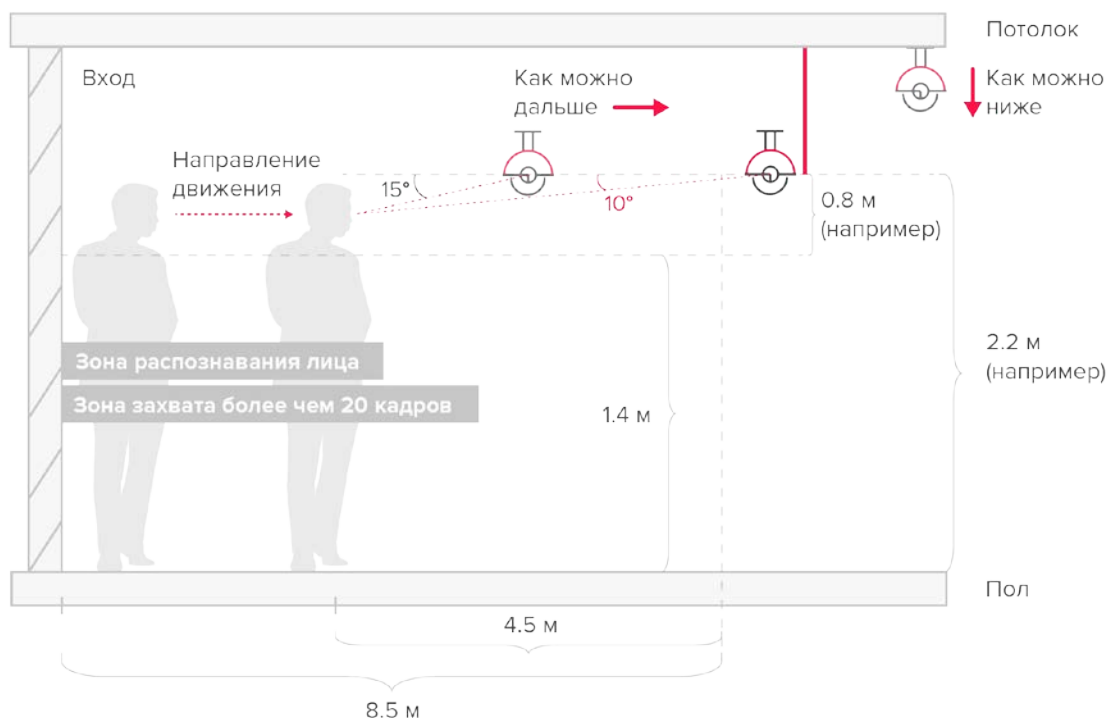 Потолок
Вход
Как можно
дальше
Как можно
ниже
Направление
движения
15°
10°
0.8 м
(например)
Зона распознавания лица
Зона захвата более чем 20 кадров
1.4 м
2.2 м
(например)
Пол
4.5 м
8.5 м